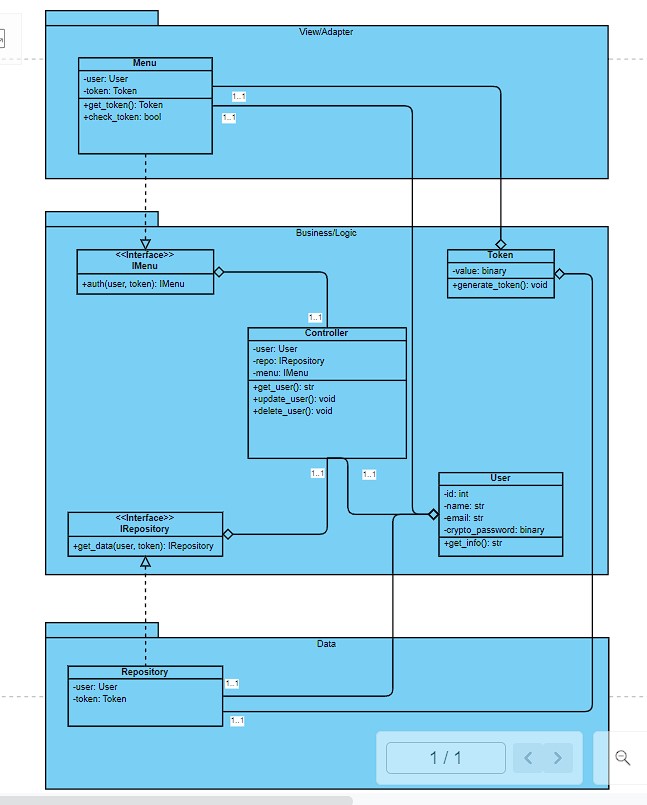 View/Adapter
Menu
-user: User
-token: Token
+get_token(): Token
+check_token: bool
1..1
1..1
Business/Logic
<<Interface>>
IMenu
+auth(user, token): IMenu
Token
-value: binary
+generate_token(): void
1..1
Controller
-user: User
-repo: IRepository
-menu: IMenu
+get_user(): str
+update_user(): void
+delete_user(): void
1..1
1..1
User
-id: int
-name: str
-email: str
-crypto_password: binary
+get_info(): str
<<Interface>>
IRepository
+get_data(user, token): IRepository
Data
Repository
-user: User
-token: Token
1..1
1..1
1 / 1